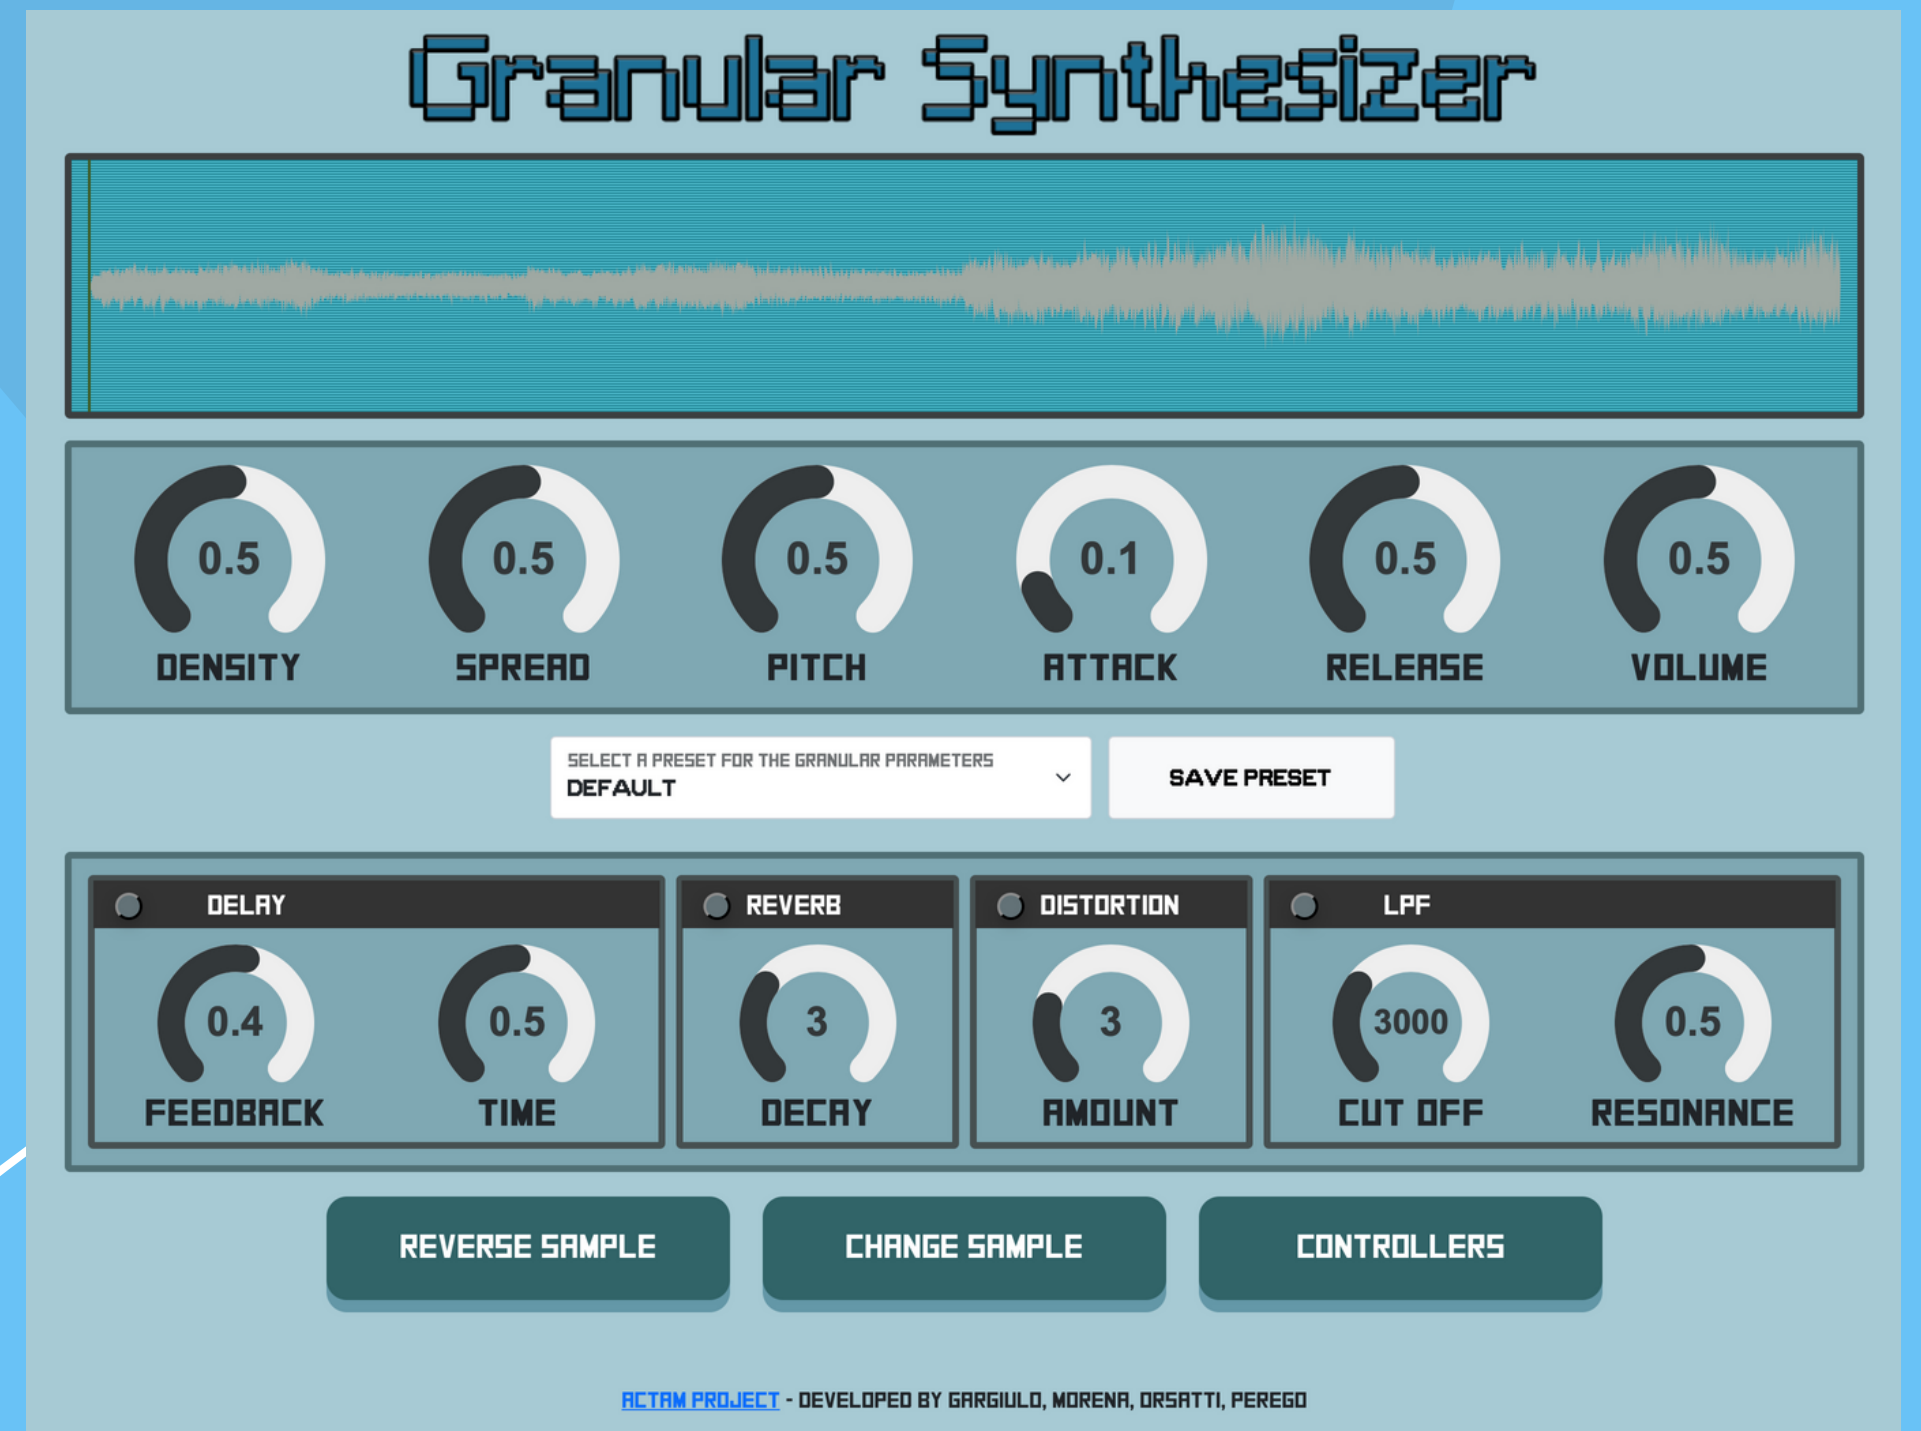 Granular Synthesizer
0.5 0.5 0.5 0.1 0.5 0.5
DENSITY SPREAD PITCH ATTACK RELEASE VOLUME
SELECT A PRESET FOR THE GRANULAR PARAMETERS
DEFAULT
SAVE PRESET
DELAY REVERB DISTORTION LPF
0.4 0.5 3 3 3000 0.5
FEEDBACK TIME DECAY AMOUNT CUT OFF RESONANCE
REVERSE SAMPLE CHANGE SAMPLE CONTROLLERS
ACTAM PROJECT - DEVELOPED BY GARGIULO, MORENA, ORSATTI, PEREGO